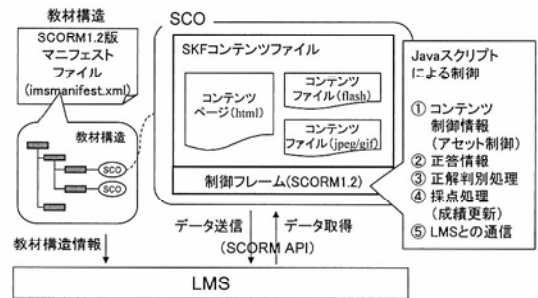 教材構造
SCORM1.2版
マニフェスト
ファイル
(imsmanifest.xml)
教材構造
SCO
SCO
教材構造情報
SCO
SKFコンテンツファイル
コンテンツ
ページ(html)
コンテンツ
ファイル(flash)
コンテンツ
ファイル(jpeg/gif)
制御フレーム(SCORM1.2)
データ送信
データ取得
(SCORM API)
LMS
Javaスクリプト
による制御
① コンテンツ
制御情報
(アセット制御)
② 正答情報
③ 正解判別処理
④ 採点処理
(成績更新)
⑤ LMSとの通信